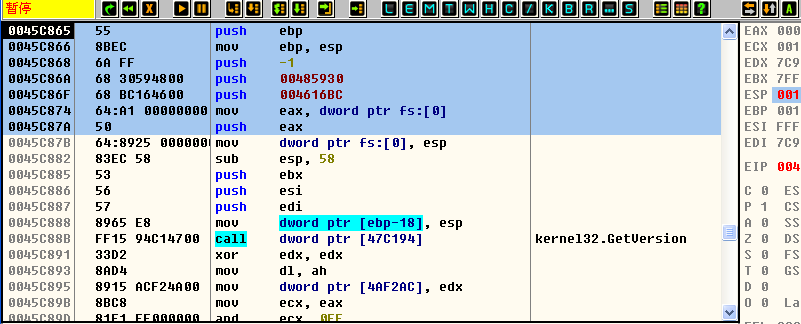 暂停 L E M T W H C / K B R ... S
0045C865 55 push ebp EAX 000
0045C866 8BEC mov ebp, esp ECX 001
0045C868 6A FF push -1 EDX 7C9
0045C86A 68 30594800 push 00485930 EBX 7FF
0045C86F 68 BC164600 push 004616BC ESP 001
0045C874 64:A1 00000000 mov eax, dword ptr fs:[0] EBP 001
0045C87A 50 push eax ESI FFF
0045C87B 64:8925 0000000 mov dword ptr fs:[0], esp EDI 7C9
0045C882 83EC 58 sub esp, 58
0045C885 53 push ebx EIP 004
0045C886 56 push esi C 0 ES
0045C887 57 push edi P 1 CS
0045C888 8965 E8 mov dword ptr [ebp-18], esp A 0 SS
0045C88B FF15 94C14700 call dword ptr [47C194] kernel32.GetVersion Z 0 DS
0045C891 33D2 xor edx, edx S 0 FS
0045C893 8AD4 mov dl, ah T 0 GS
0045C895 8915 ACF24A00 mov dword ptr [4AF2AC], edx D 0
0045C89B 8BC8 mov ecx, eax O 0 La
0045C89D 81E1 FF000000 and ecx, 0FF